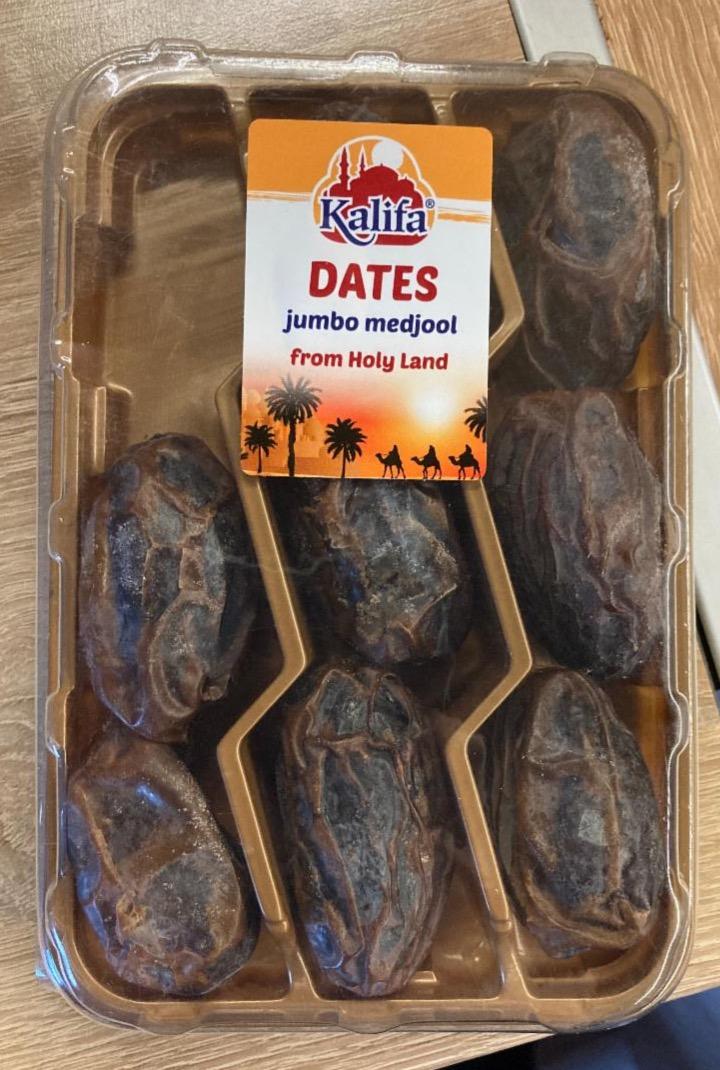 Kalifa®
DATES
jumbo medjool
from Holy Land